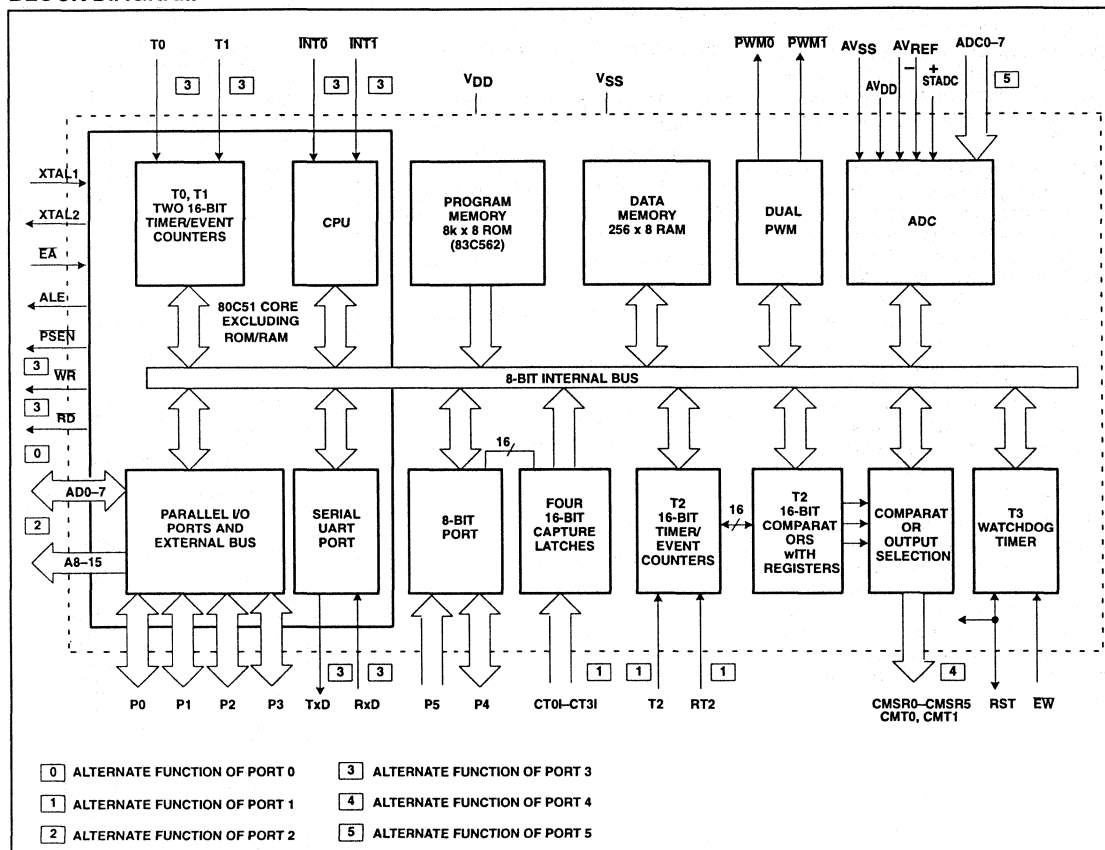 T0 T1 INT0 INT1 PWM0 PWM1 AVSS AVREF ADC0–7
3 3 3 3 VDD VSS AVDD – + STADC 5
XTAL1
XTAL2
EA
ALE
PSEN
3 WR
3 RD
0
AD0–7
2
A8–15
T0, T1
TWO 16-BIT
TIMER/EVENT
COUNTERS
CPU
PROGRAM
MEMORY
8k x 8 ROM
(83C562)
DATA
MEMORY
256 x 8 RAM
DUAL
PWM
ADC
80C51 CORE
EXCLUDING
ROM/RAM
8-BIT INTERNAL BUS
PARALLEL I/O
PORTS AND
EXTERNAL BUS
SERIAL
UART
PORT
8-BIT
PORT
16
FOUR
16-BIT
CAPTURE
LATCHES
T2
16-BIT
TIMER/
EVENT
COUNTERS
16
T2
16-BIT
COMPARAT
ORS
wITH
REGISTERS
COMPARAT
OR
OUTPUT
SELECTION
T3
WATCHDOG
TIMER
3 3 1 1 1 4
P0 P1 P2 P3 TxD RxD P5 P4 CT0I–CT3I T2 RT2 CMSR0–CMSR5 RST EW
CMT0, CMT1
0 ALTERNATE FUNCTION OF PORT 0
1 ALTERNATE FUNCTION OF PORT 1
2 ALTERNATE FUNCTION OF PORT 2
3 ALTERNATE FUNCTION OF PORT 3
4 ALTERNATE FUNCTION OF PORT 4
5 ALTERNATE FUNCTION OF PORT 5